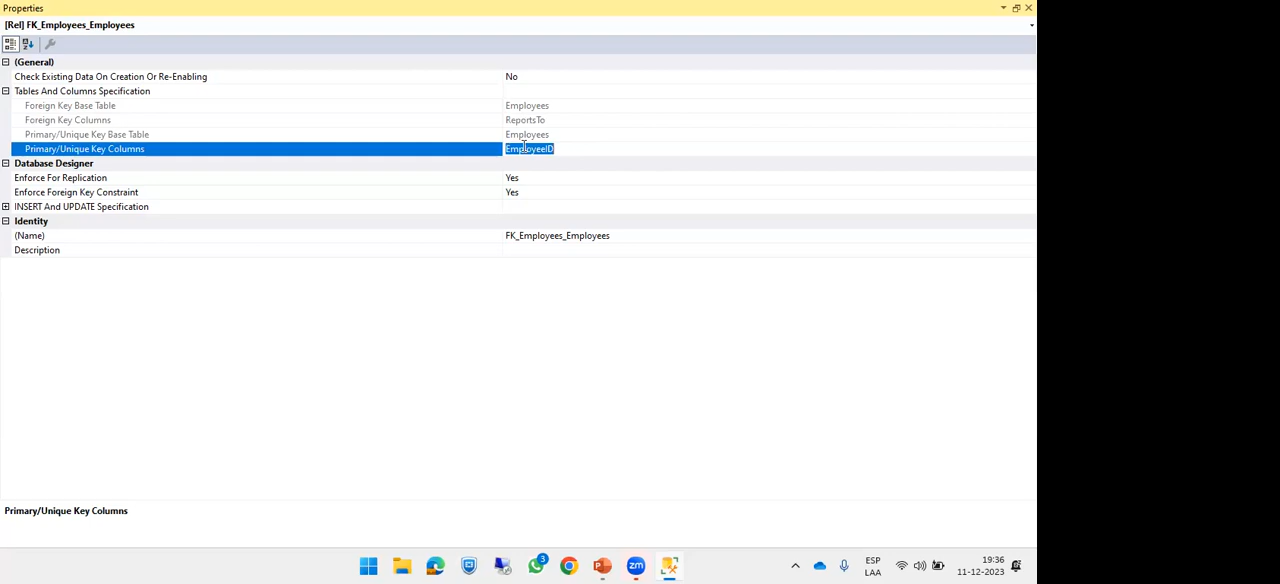 Properties
[Rel] FK_Employees_Employees
(General)
Check Existing Data On Creation Or Re-Enabling No
Tables And Columns Specification
Foreign Key Base Table Employees
Foreign Key Columns ReportsTo
Primary/Unique Key Base Table Employees
Primary/Unique Key Columns EmployeeID
Database Designer
Enforce For Replication Yes
Enforce Foreign Key Constraint Yes
INSERT And UPDATE Specification
Identity
(Name) FK_Employees_Employees
Description
Primary/Unique Key Columns
3
zm
ESP
LAA
19:36
11-12-2023